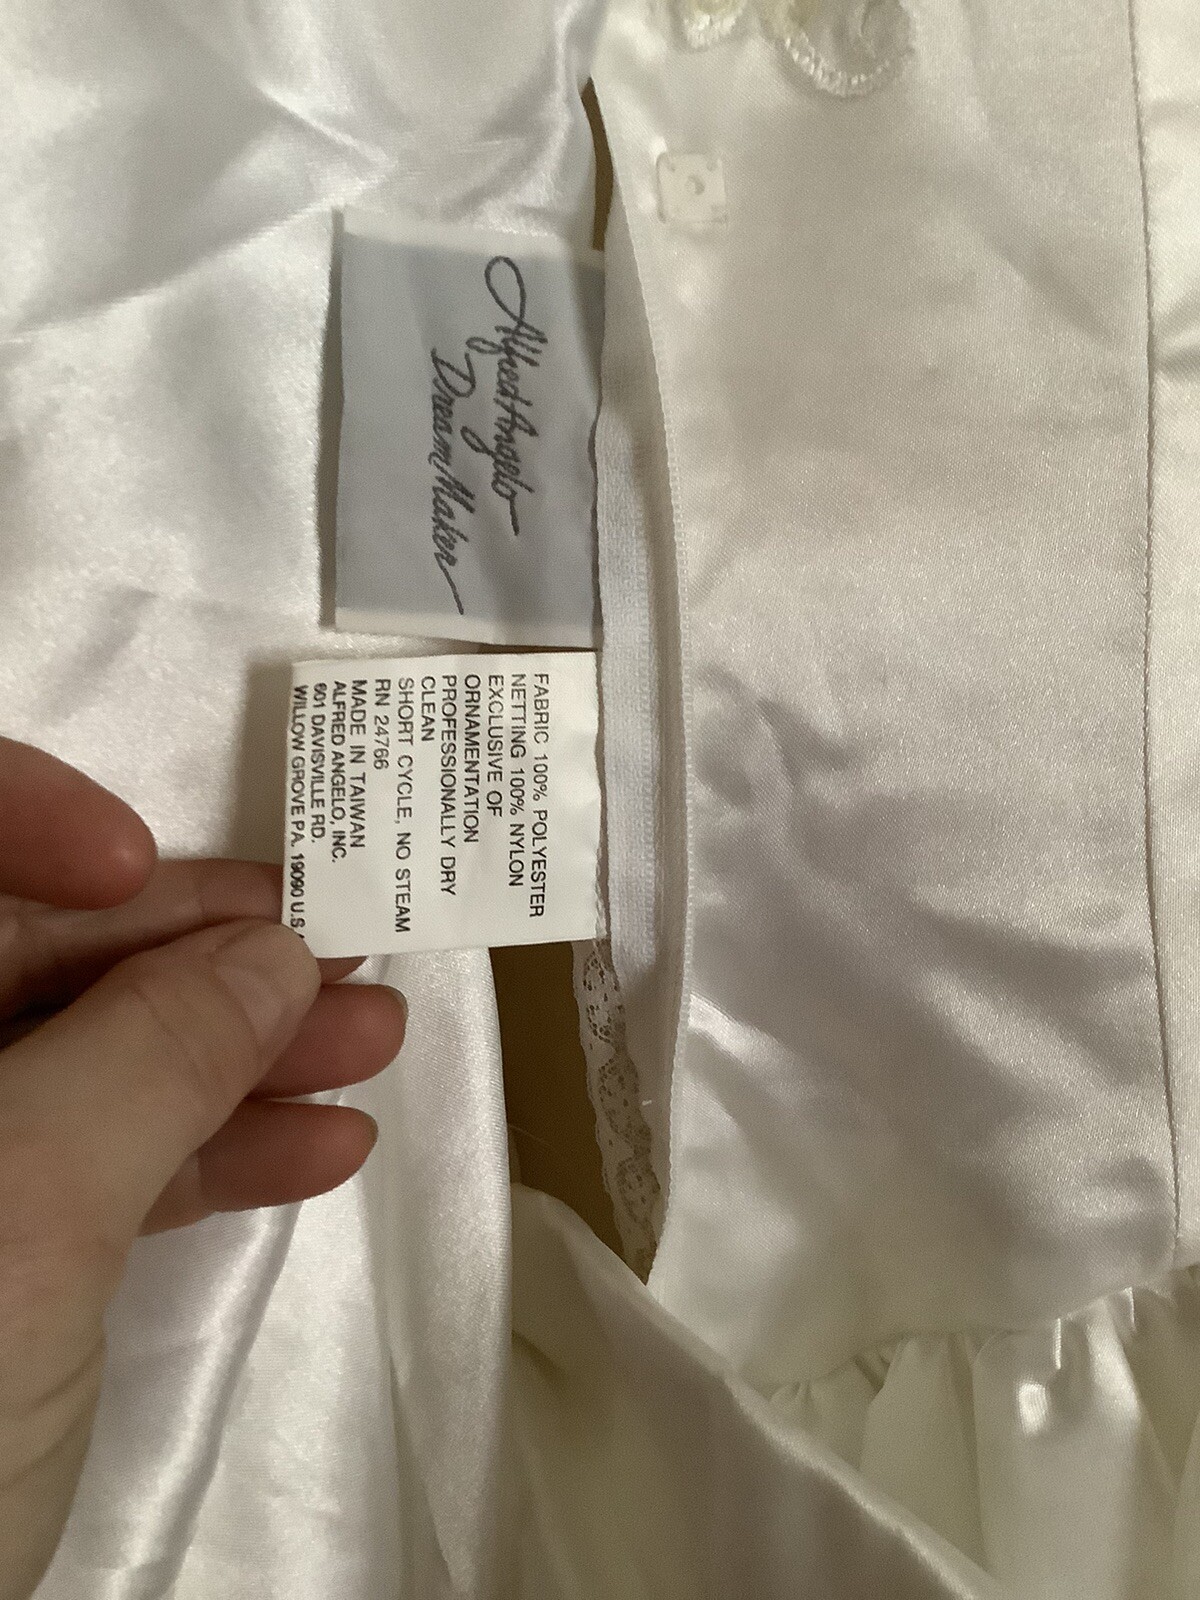 Alfred Angelo
Dream Maker
FABRIC 100% POLYESTER
NETTING 100% NYLON
EXCLUSIVE OF
ORNAMENTATION
PROFESSIONALLY DRY
CLEAN
SHORT CYCLE, NO STEAM
RN 24766
MADE IN TAIWAN
ALFRED ANGELO, INC.
601 DAVISVILLE RD.
WILLOW GROVE PA. 19090 U.S.